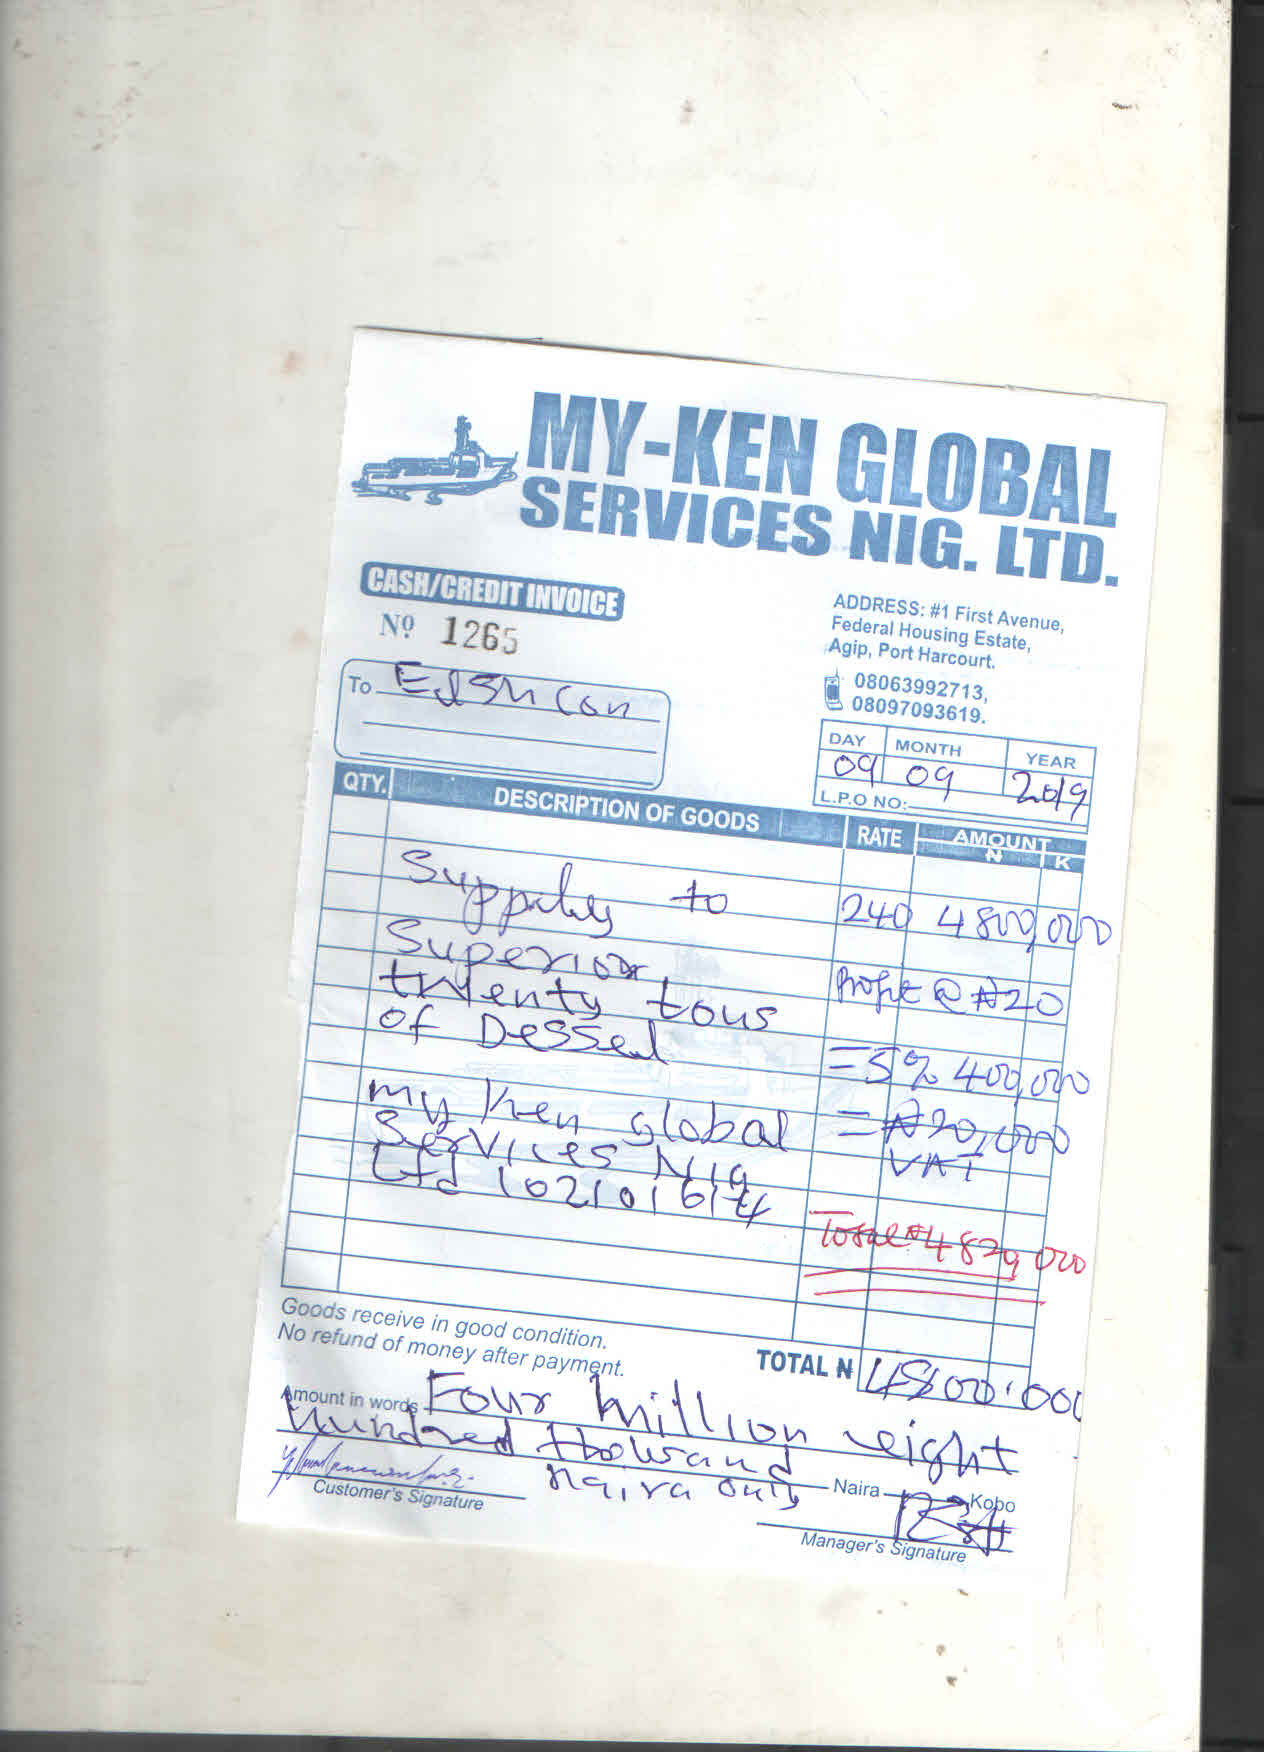 MY-KEN GLOBAL
SERVICES NIG. LTD.
CASH/CREDIT INVOICE
Nº 1265
ADDRESS: #1 First Avenue,
Federal Housing Estate,
Agip, Port Harcourt.
08063992713,
08097093619.
To
DAY MONTH YEAR
09 09 2019
L.P.O NO:
QTY. DESCRIPTION OF GOODS RATE AMOUNT
₦ K
Suppiley to 240 4800,000
Superior
twenty tous Profit @ ₦20
of Dessel
=5% 400,000
my Ken global =₦20,000
Services Nig VAT
Ltd 1021016174
Total ₦4820 000
Goods receive in good condition.
No refund of money after payment.
TOTAL ₦ 4800.000
Amount in words Four million eight
hundred thousand
naira only Naira Kobo
Customer's Signature
Manager's Signature